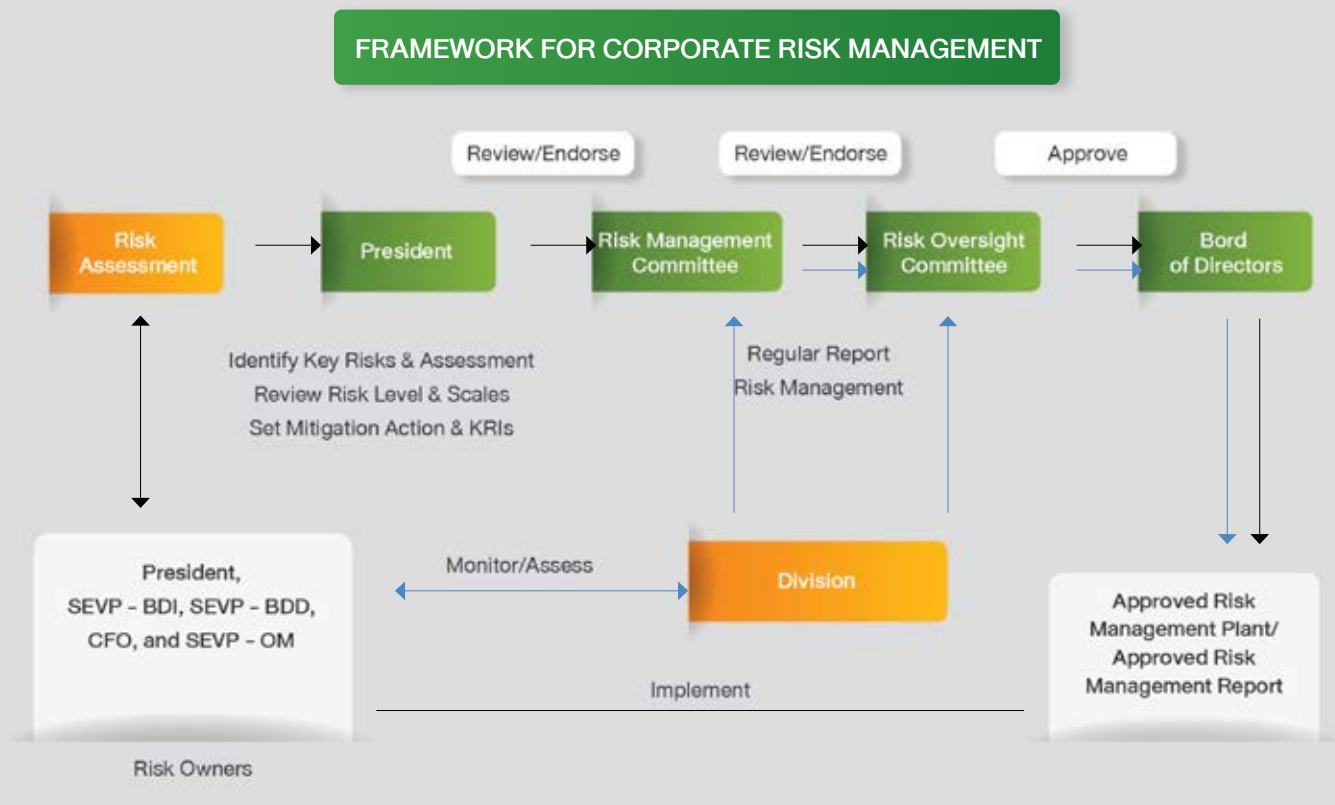 FRAMEWORK FOR CORPORATE RISK MANAGEMENT
Review/Endorse
Review/Endorse
Approve
Risk
Assessment
President
Risk Management
Committee
Risk Oversight
Committee
Bord
of Directors
Identify Key Risks & Assessment
Review Risk Level & Scales
Set Mitigation Action & KRIs
Regular Report
Risk Management
President,
SEVP - BDI, SEVP - BDD,
CFO, and SEVP - OM
Monitor/Assess
Division
Approved Risk
Management Plant/
Approved Risk
Management Report
Implement
Risk Owners